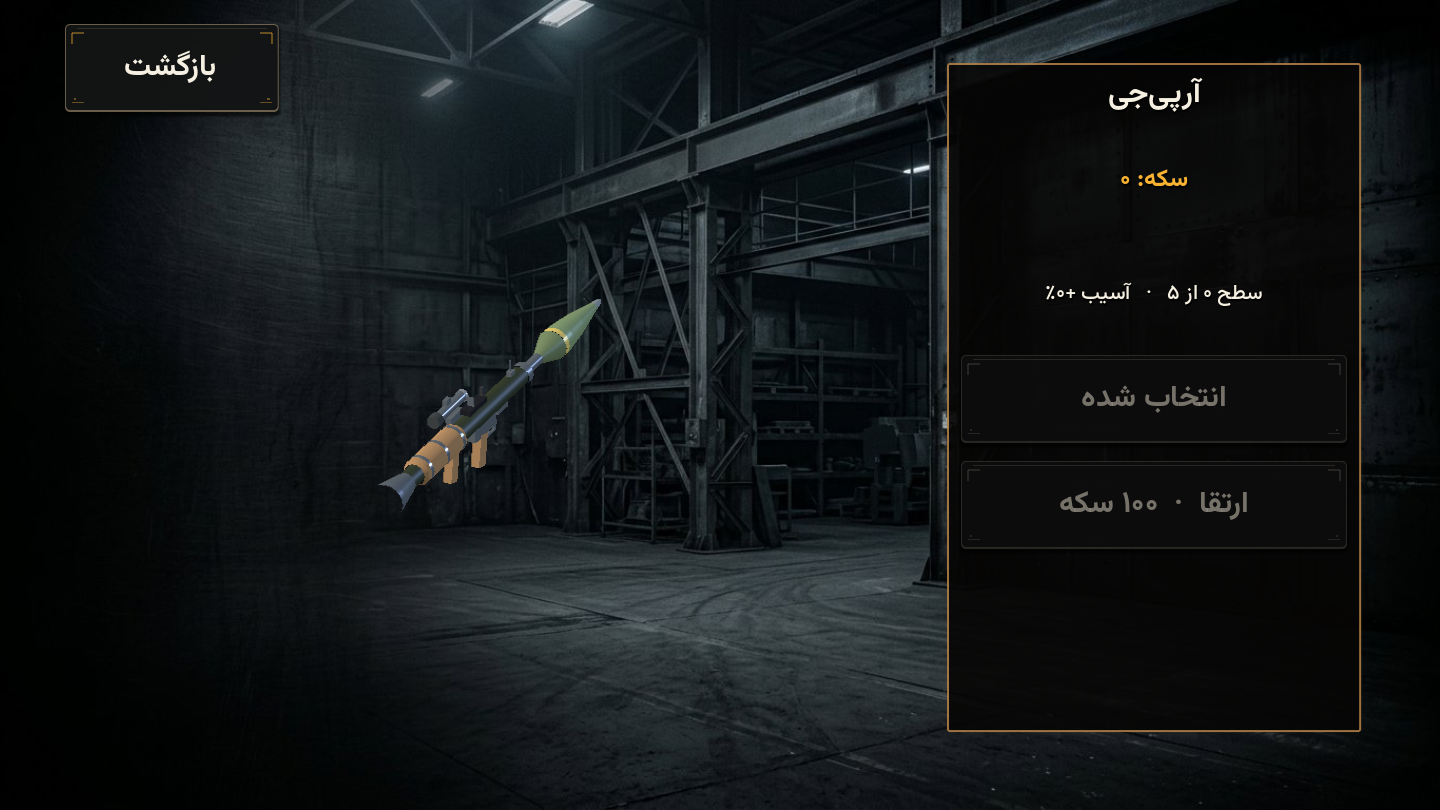 بازگشت
آرپی‌جی
سکه: ۰
سطح ۰ از ۵ · آسیب +۰٪
انتخاب شده
ارتقا · ۱۰۰ سکه